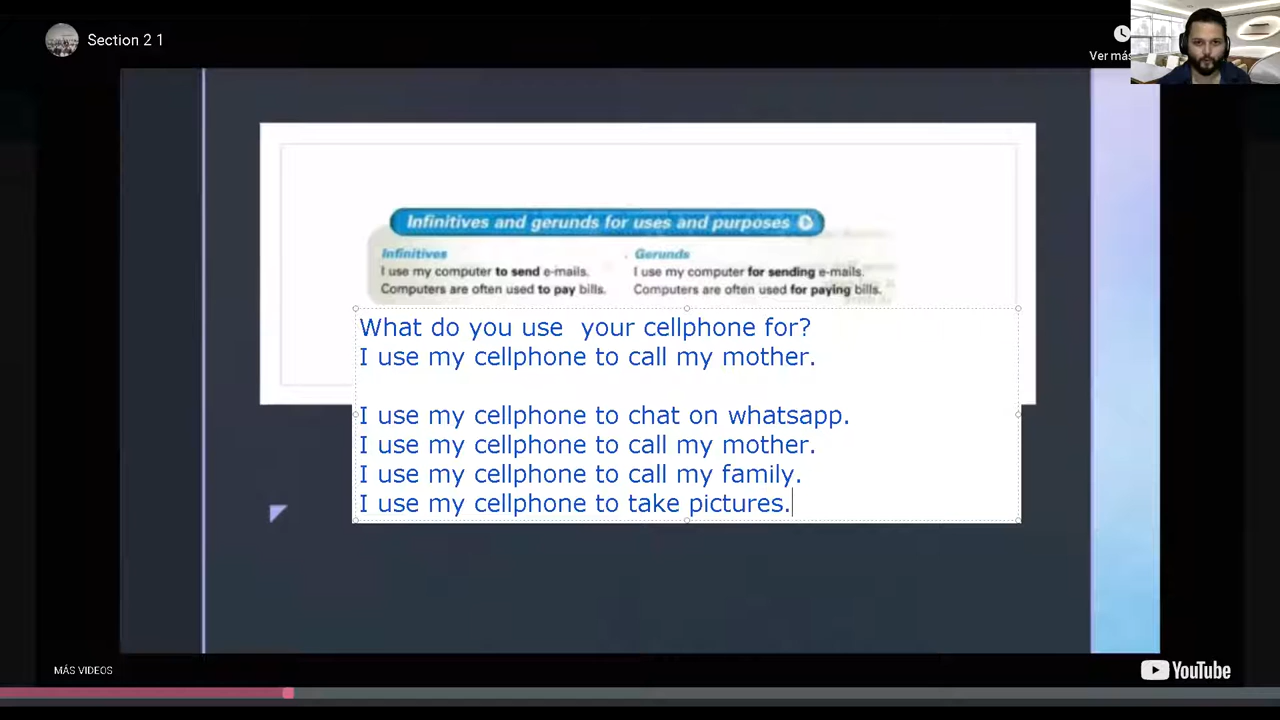 Section 2 1
Ver más
Infinitives and gerunds for uses and purposes
Infinitives
I use my computer to send e-mails.
Computers are often used to pay bills.
Gerunds
I use my computer for sending e-mails.
Computers are often used for paying bills.
What do you use  your cellphone for?
I use my cellphone to call my mother.
I use my cellphone to chat on whatsapp.
I use my cellphone to call my mother.
I use my cellphone to call my family.
I use my cellphone to take pictures.
MÁS VIDEOS
YouTube